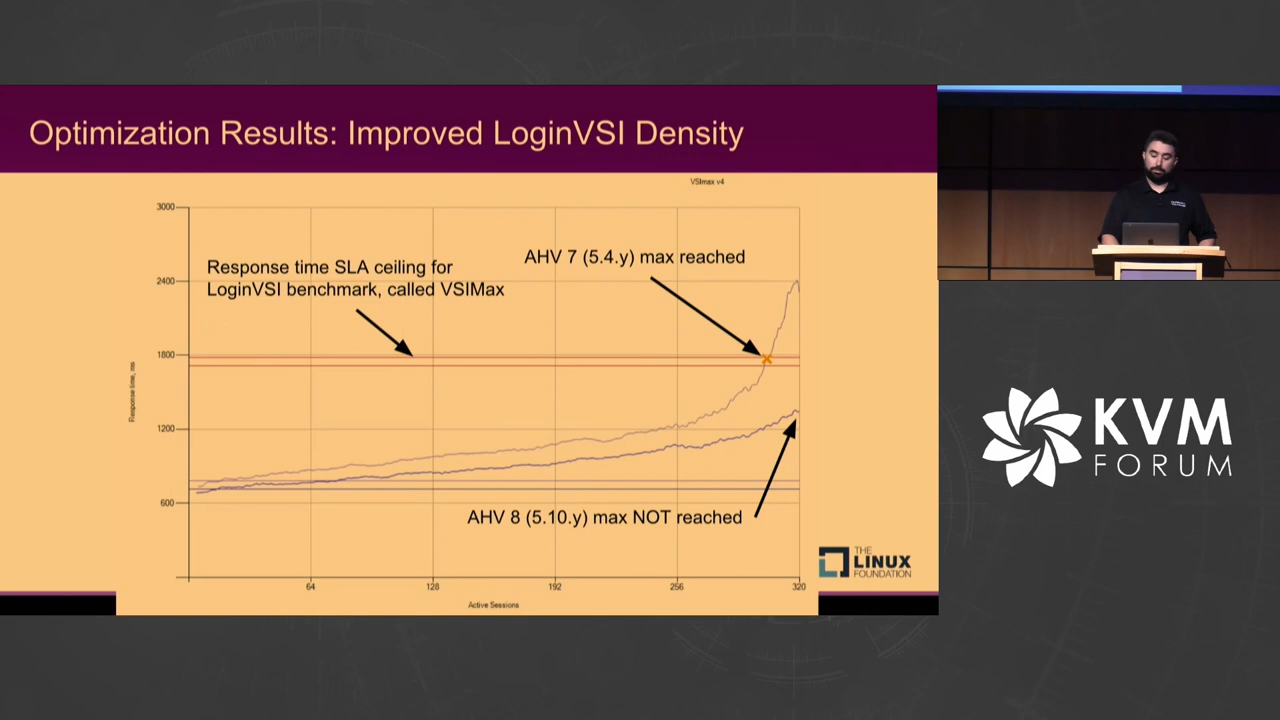 Optimization Results: Improved LoginVSI Density
VSImax v4
3000
2400
1800
1200
600
Response time, ms
Response time SLA ceiling for
LoginVSI benchmark, called VSIMax
AHV 7 (5.4.y) max reached
AHV 8 (5.10.y) max NOT reached
64
128
192
256
320
Active Sessions
THE
LINUX
FOUNDATION
KVM
FORUM